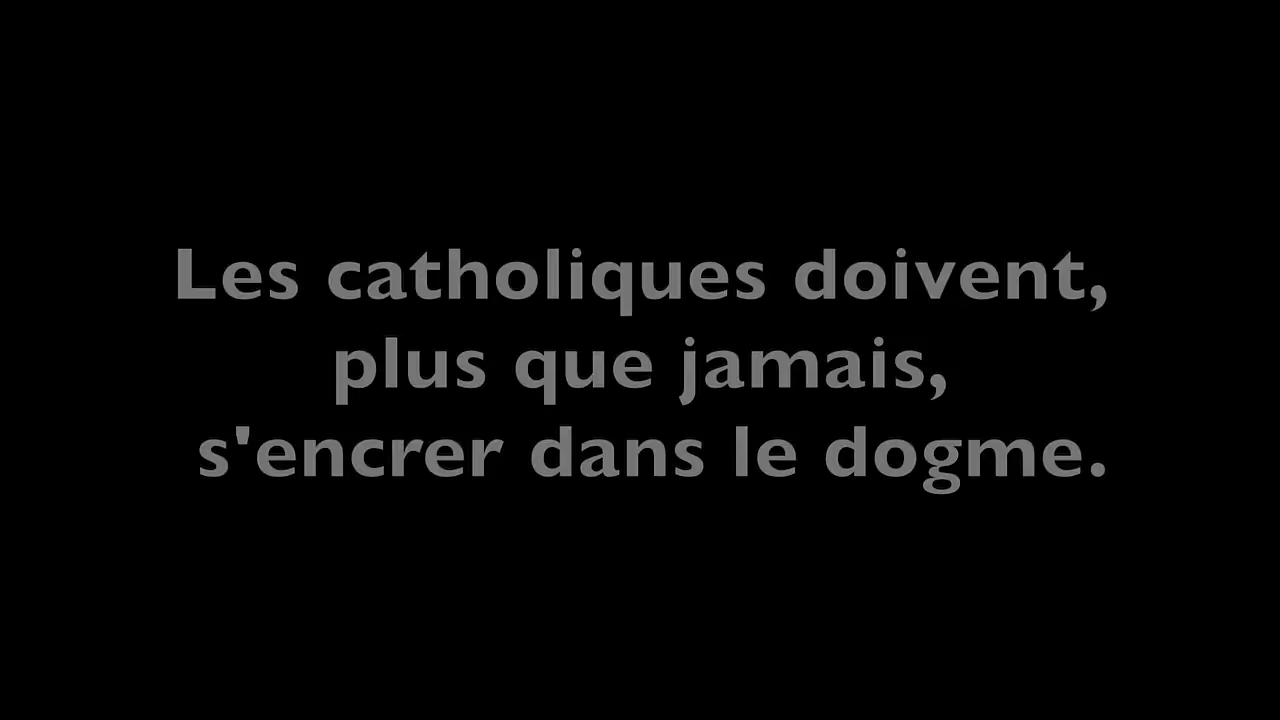 Les catholiques doivent,
plus que jamais,
s'encrer dans le dogme.